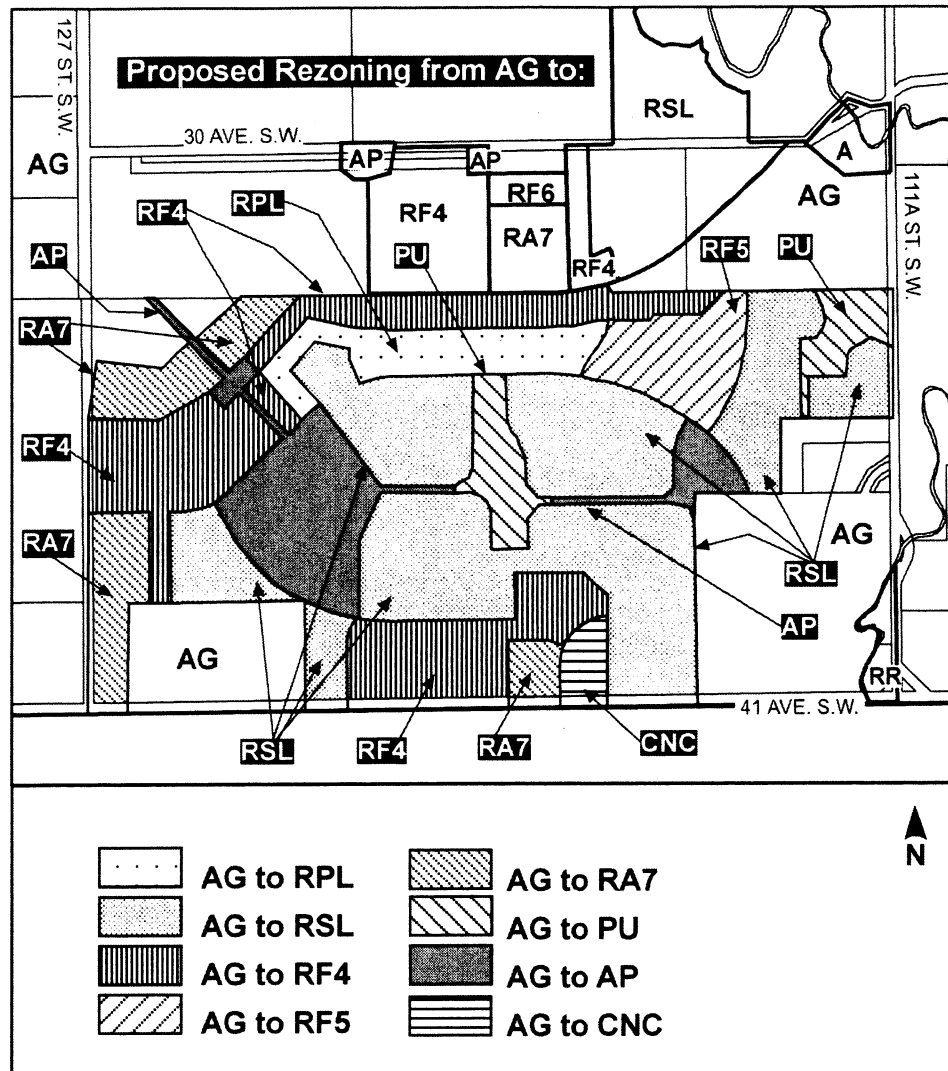 127 ST. S.W.
Proposed Rezoning from AG to:
RSL
30 AVE. S.W.
AG
AP
AP
A
RF4
RPL
RF4
RF6
RA7
AG
111A ST. S.W.
AP
PU
RF4
RF5
PU
RA7
RF4
RA7
AG
RSL
AG
AP
RR
41 AVE. S.W.
RSL
RF4
RA7
CNC
N
AG to RPL
AG to RA7
AG to RSL
AG to PU
AG to RF4
AG to AP
AG to RF5
AG to CNC